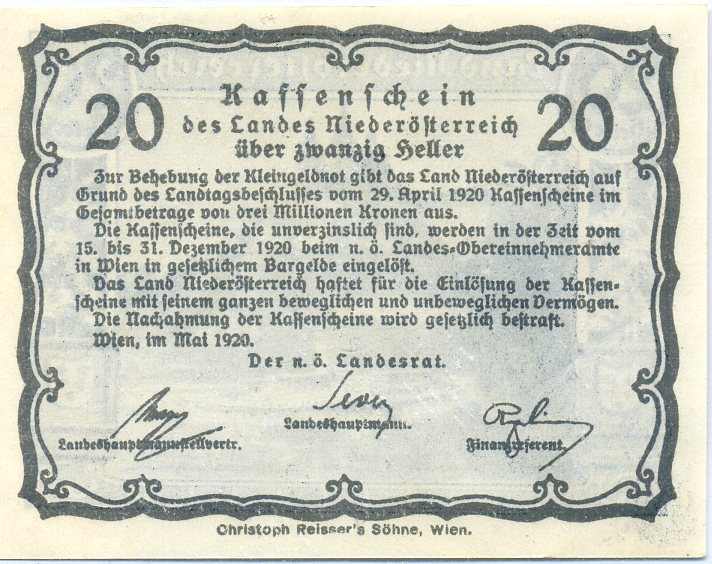 20
Kassenschein
20
des Landes Niederösterreich
über zwanzig Heller
Zur Behebung der Kleingeldnot gibt das Land Niederösterreich auf
Grund des Landtagsbeschlusses vom 29. April 1920 Kassenscheine im
Gesamtbetrage von drei Millionen Kronen aus.
Die Kassenscheine, die unverzinslich sind, werden in der Zeit vom
15. bis 31. Dezember 1920 beim n. ö. Landes-Obereinnehmeramte
in Wien in gesetzlichem Bargelde eingelöst.
Das Land Niederösterreich haftet für die Einlösung der Kassen-
scheine mit seinem ganzen beweglichen und unbeweglichen Vermögen.
Die Nachahmung der Kassenscheine wird gesetzlich bestraft.
Wien, im Mai 1920.
Der n. ö. Landesrat.
Sever
Landeshauptmannstellvertr.
Landeshauptmann.
Finanzreferent.
Christoph Reisser's Söhne, Wien.